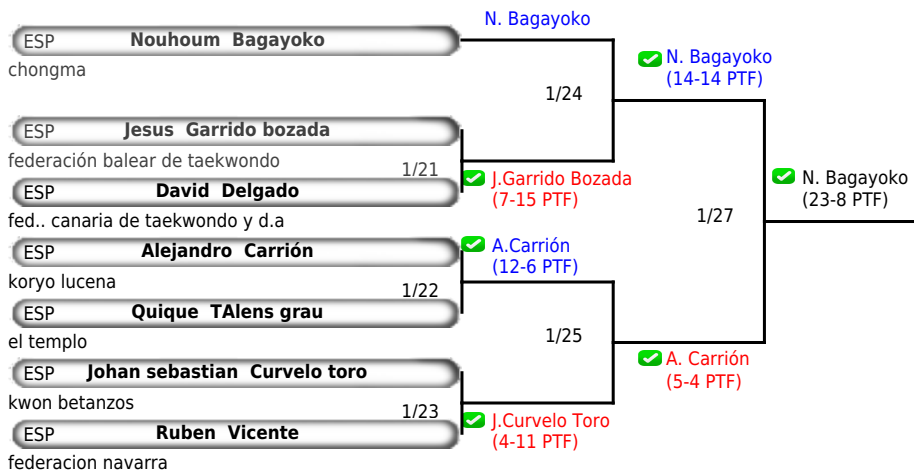 N. Bagayoko
ESP Nouhoum Bagayoko
chongma
N. Bagayoko
(14-14 PTF)
1/24
ESP Jesus Garrido bozada
federación balear de taekwondo
1/21
J.Garrido Bozada
(7-15 PTF)
ESP David Delgado
fed.. canaria de taekwondo y d.a
N. Bagayoko
(23-8 PTF)
1/27
ESP Alejandro Carrión
koryo lucena
A.Carrión
(12-6 PTF)
1/22
ESP Quique TAlens grau
el templo
1/25
A. Carrión
(5-4 PTF)
ESP Johan sebastian Curvelo toro
kwon betanzos
1/23
J.Curvelo Toro
(4-11 PTF)
ESP Ruben Vicente
federacion navarra